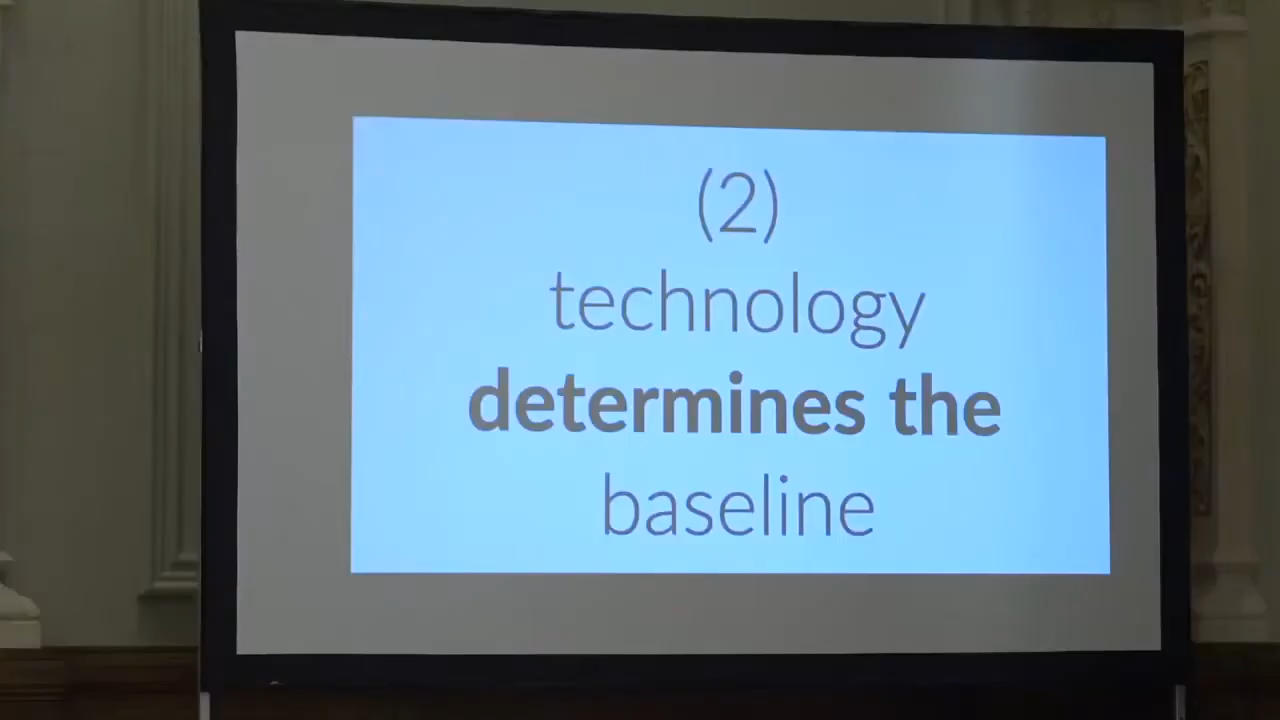 (2)
technology
determines the
baseline